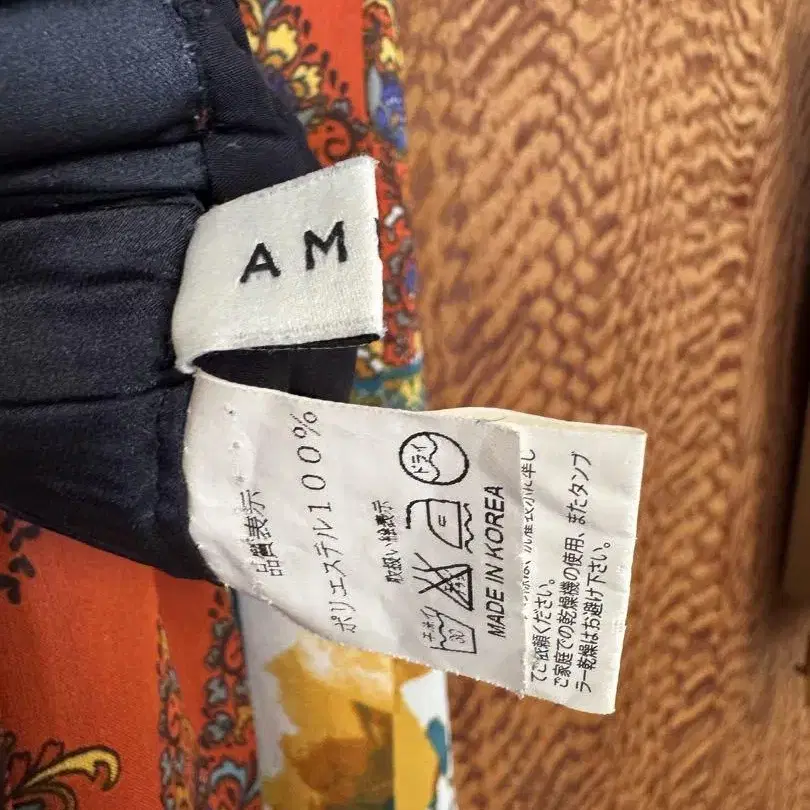 AM
品質表示
ポリエステル100%
取扱い絵表示
ドライ
手洗イ
30
MADE IN KOREA
てご依頼ください。
ご家庭での乾燥機の使用、またタンブ
ラー乾燥はお避け下さい。